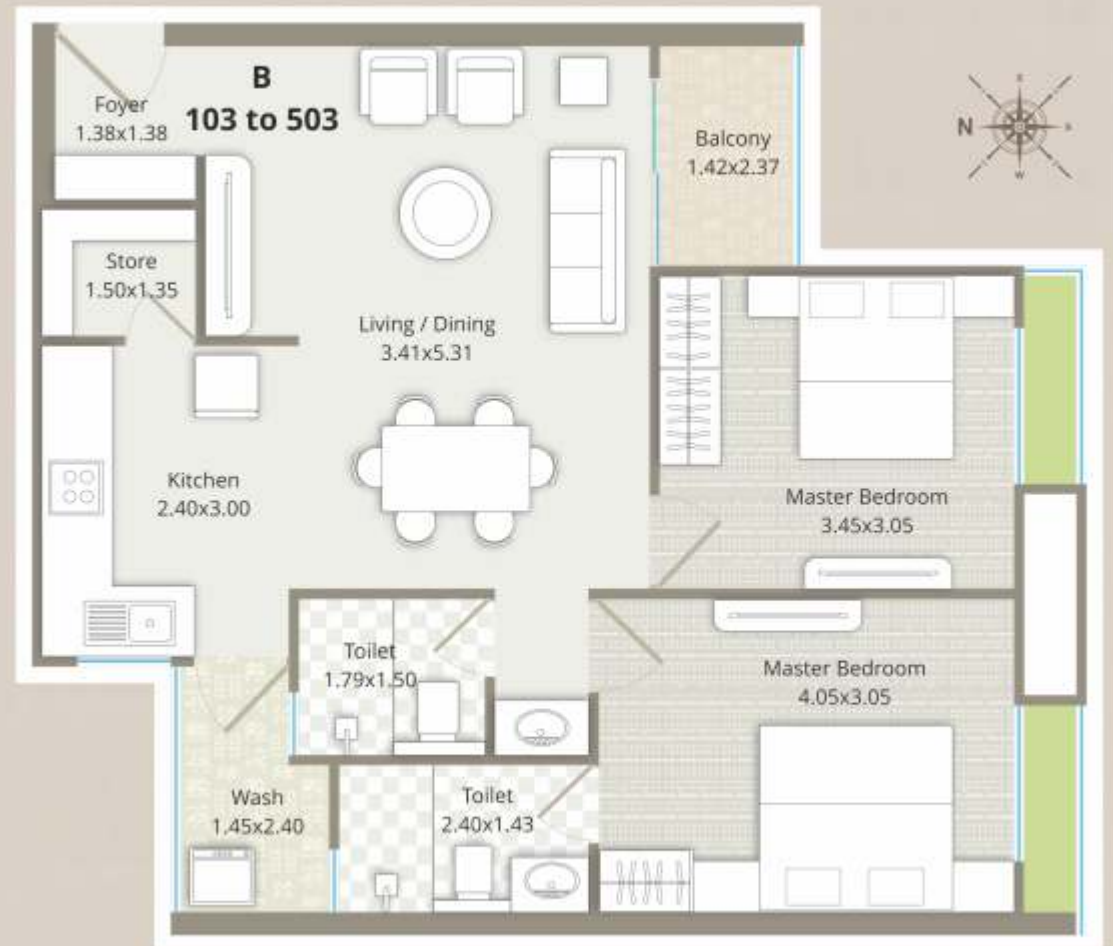 B
103 to 503
Foyer
1.38x1.38
Balcony
1.42x2.37
N
W
Store
1.50x1.35
Living / Dining
3.41x5.31
Kitchen
2.40x3.00
Master Bedroom
3.45x3.05
Toilet
1.79x1.50
Master Bedroom
4.05x3.05
Wash
1.45x2.40
Toilet
2.40x1.43